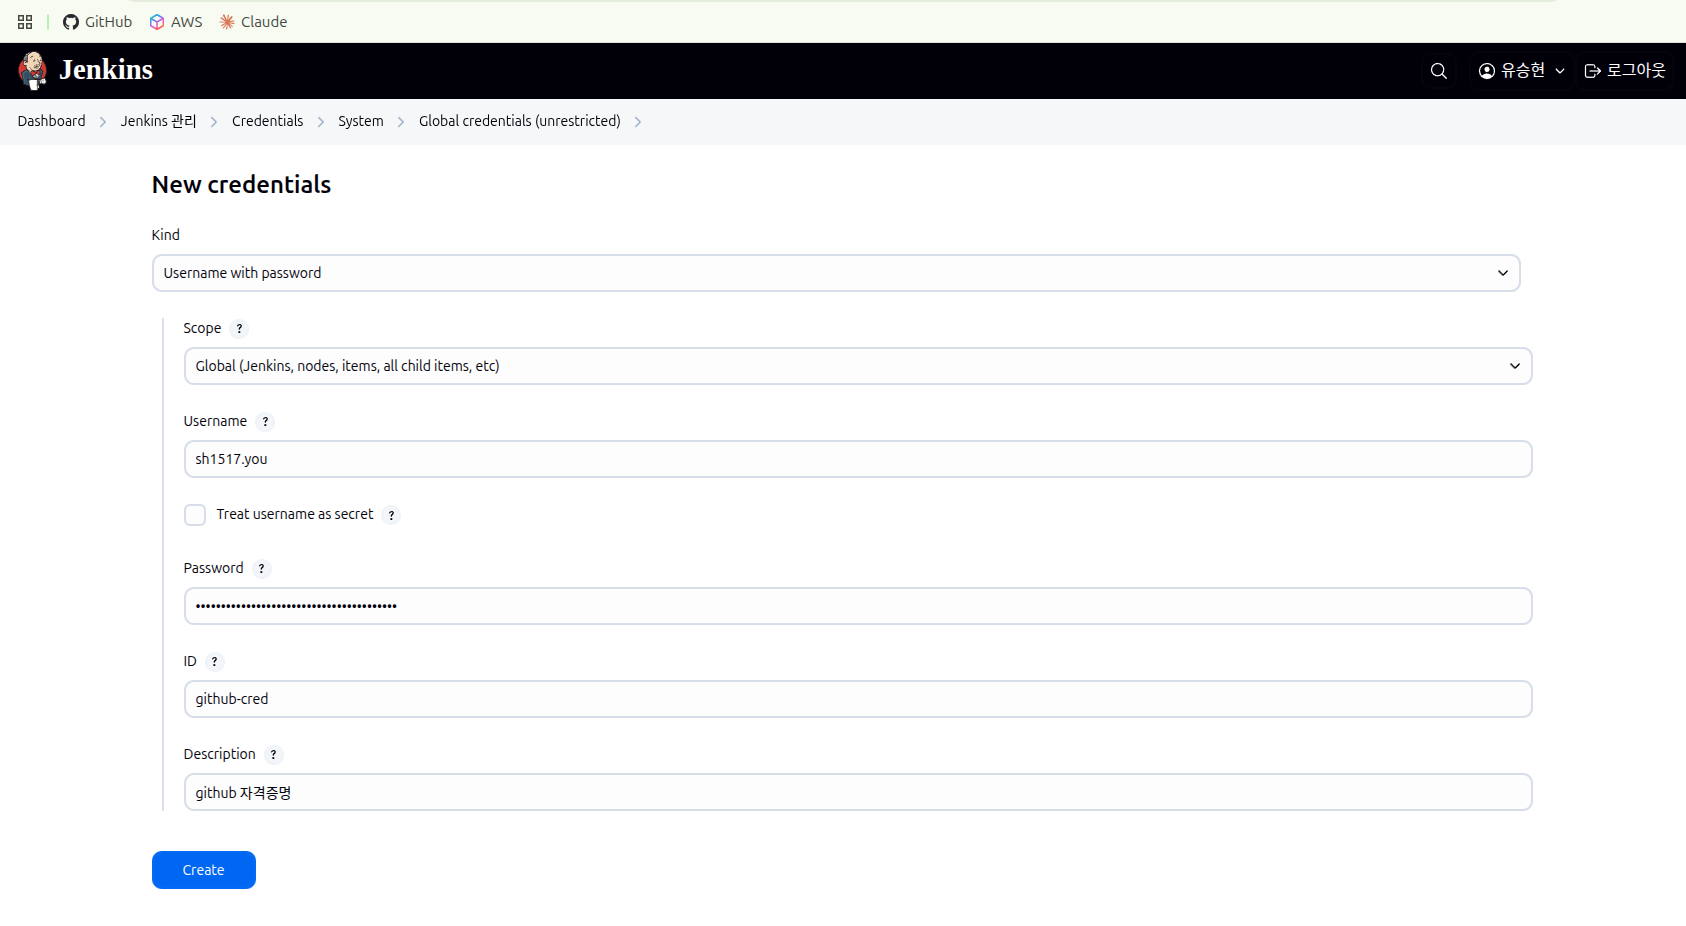 GitHub AWS Claude
Jenkins 유승현 로그아웃
Dashboard Jenkins 관리 Credentials System Global credentials (unrestricted)
New credentials
Kind
Username with password
Scope ?
Global (Jenkins, nodes, items, all child items, etc)
Username ?
sh1517.you
Treat username as secret ?
Password ?
••••••••••••••••••••••••••••••••••••••••
ID ?
github-cred
Description ?
github 자격증명
Create